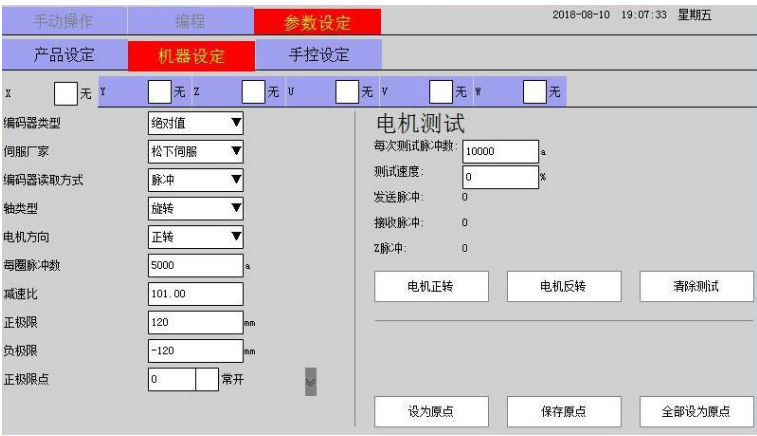 手动操作 编程 参数设定 2018-08-10 19:07:33 星期五
产品设定 机器设定 手控设定
X 无 Y 无 Z 无 U 无 V 无 W 无
编码器类型 绝对值
伺服厂家 松下伺服
编码器读取方式 脉冲
轴类型 旋转
电机方向 正转
每圈脉冲数 5000 a
减速比 101.00
正极限 120 mm
负极限 -120 mm
正极限点 0 常开
电机测试
每次测试脉冲数: 10000 a
测试速度: 0 %
发送脉冲: 0
接收脉冲: 0
Z脉冲: 0
电机正转 电机反转 清除测试
设为原点 保存原点 全部设为原点